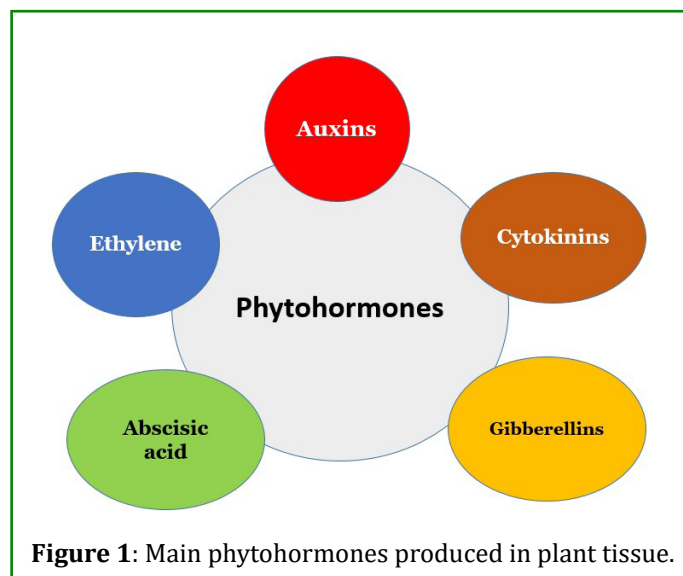 Auxins
Ethylene
Cytokinins
Phytohormones
Abscisic
acid
Gibberellins
Figure 1: Main phytohormones produced in plant tissue.